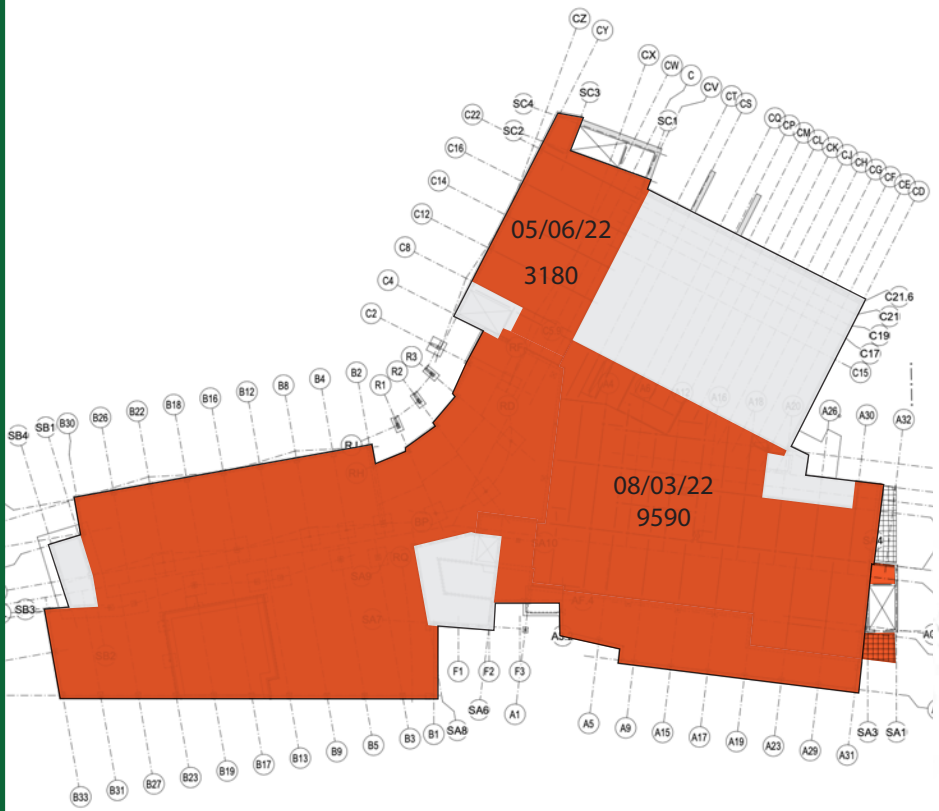 CZ
CY
CX
CW
C
CV
CT
CS
CQ
CP
CM
CL
CK
CJ
CH
CG
CF
CE
CD
SC4
SC3
SC2
SC1
C22
C16
C14
C12
C8
C4
C2
05/06/22
3180
C21.6
C21
C19
C17
C15
R3
R2
R1
B2
B4
B8
B12
B16
B18
B22
B26
B30
SB1
SB4
A26
A30
A32
08/03/22
9590
SB3
F1
F2
F3
A1
SA6
SA8
B1
B3
B5
B9
B13
B17
B19
B23
B27
B31
B33
A5
A9
A15
A17
A19
A23
A29
A31
SA3
SA1